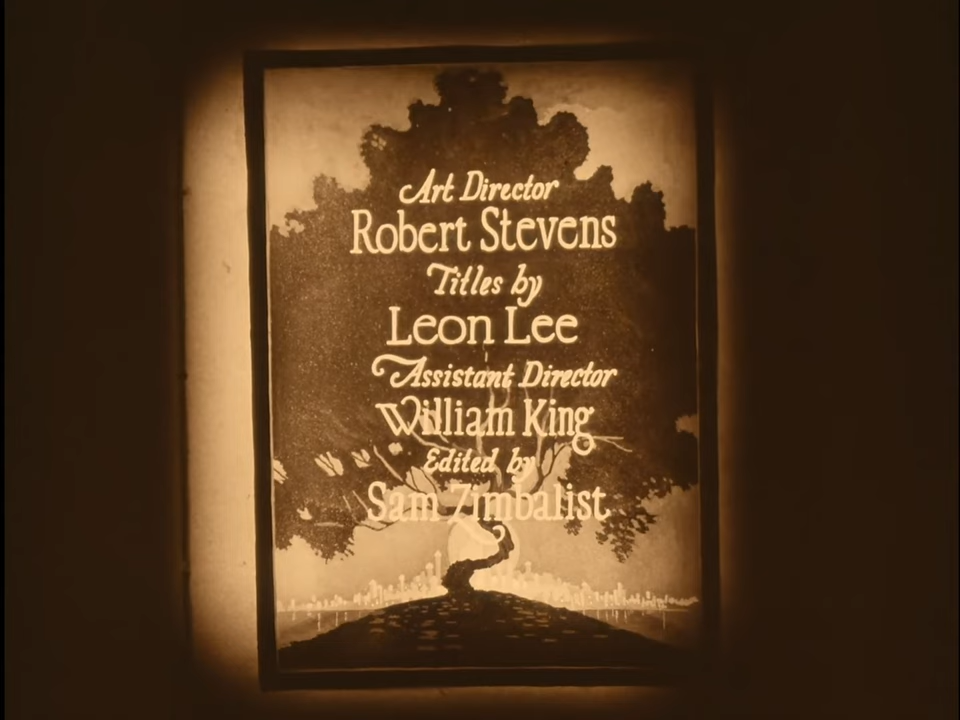 Art Director
Robert Stevens
Titles by
Leon Lee
Assistant Director
William King
Edited by
Sam Zimbalist